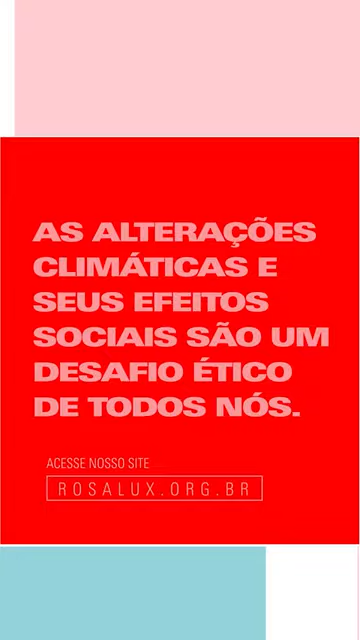 AS ALTERAÇÕES
CLIMÁTICAS E
SEUS EFEITOS
SOCIAIS SÃO UM
DESAFIO ÉTICO
DE TODOS NÓS.
ACESSE NOSSO SITE
ROSALUX.ORG.BR